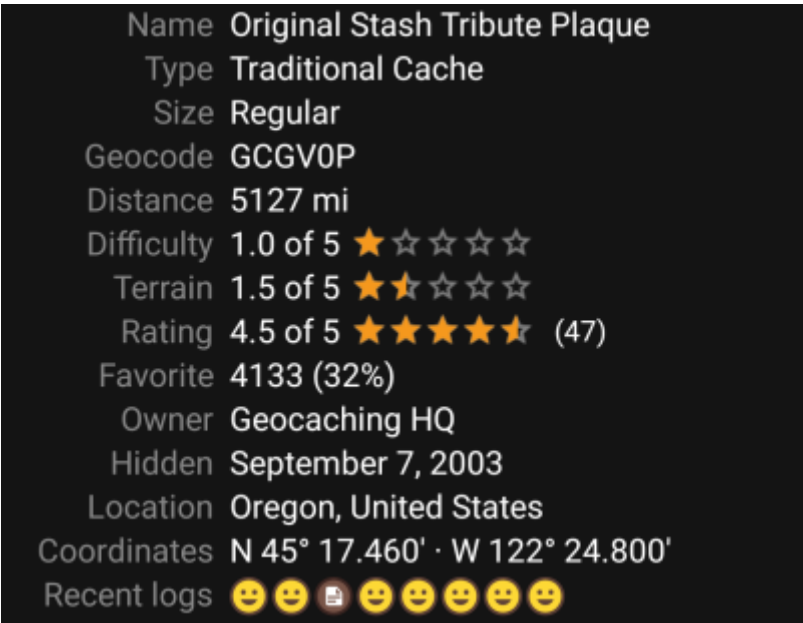 Name Original Stash Tribute Plaque
Type Traditional Cache
Size Regular
Geocode GCGV0P
Distance 5127 mi
Difficulty 1.0 of 5
Terrain 1.5 of 5
Rating 4.5 of 5 (47)
Favorite 4133 (32%)
Owner Geocaching HQ
Hidden September 7, 2003
Location Oregon, United States
Coordinates N 45° 17.460' · W 122° 24.800'
Recent logs